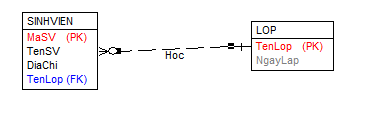 SINHVIEN
MaSV (PK)
TenSV
DiaChi
TenLop (FK)
Hoc
LOP
TenLop (PK)
NgayLap